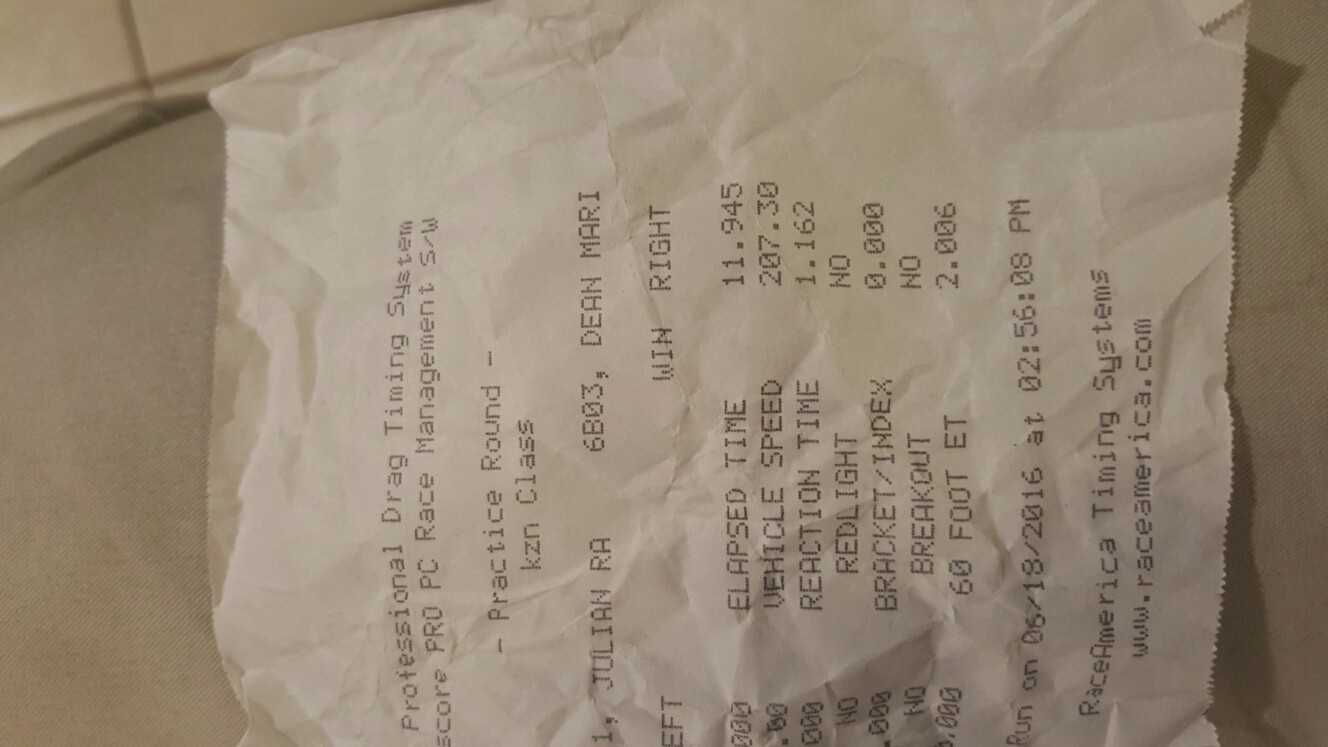 Professional Drag Timing System
score PRO PC Race Management S/W
- Practice Round -
kzn Class
1, JULIAN RA 6B03, DEAN MARI
EFT WIN RIGHT
000 ELAPSED TIME 11.945
.00 VEHICLE SPEED 207.30
000 REACTION TIME 1.162
NO REDLIGHT NO
.000 BRACKET/INDEX 0.000
NO BREAKOUT NO
0.000 60 FOOT ET 2.006
Run on 06/18/2016 at 02:56:08 PM
RaceAmerica Timing Systems
www.raceamerica.com